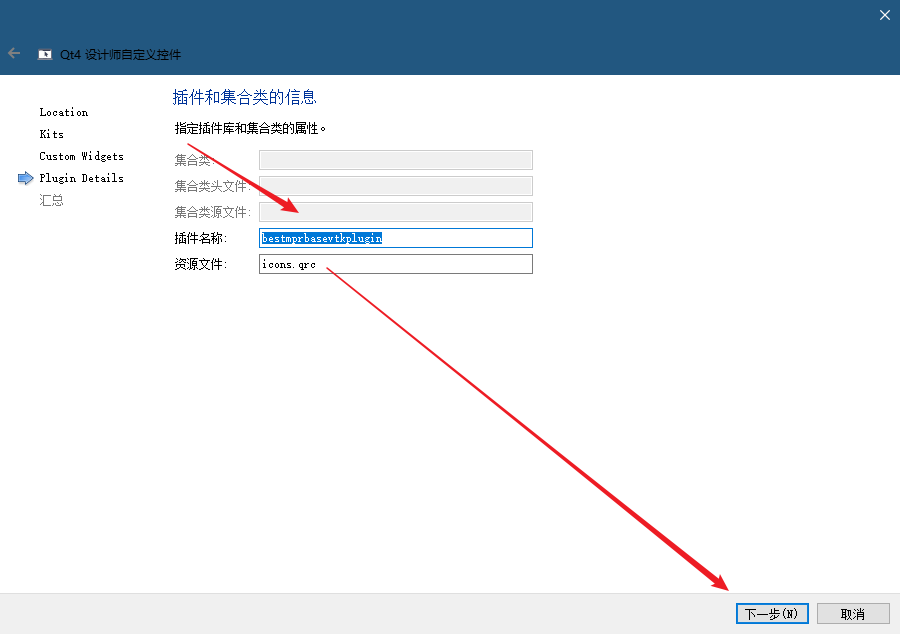 Qt4 设计师自定义控件
Location
Kits
Custom Widgets
Plugin Details
汇总
插件和集合类的信息
指定插件库和集合类的属性。
集合类:
集合类头文件:
集合类源文件:
插件名称: bestmprbasevtkplugin
资源文件: icons.qrc
下一步(N) 取消